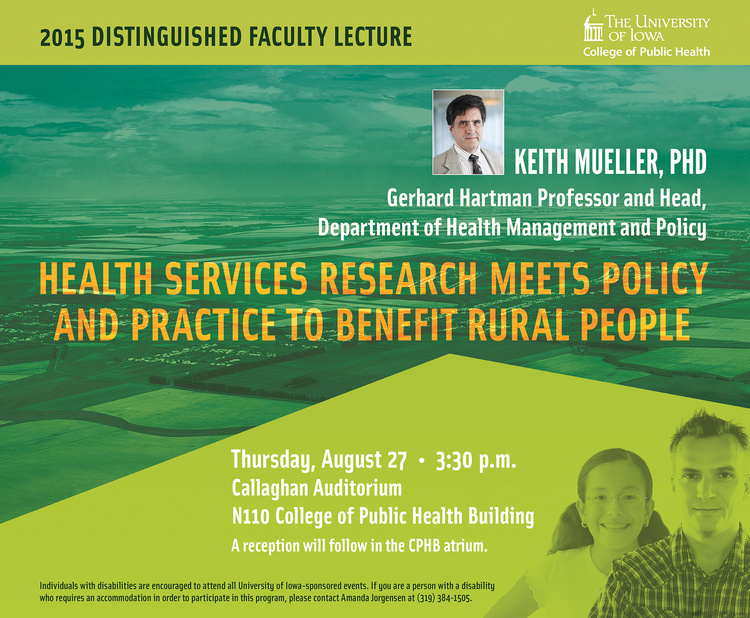 2015 DISTINGUISHED FACULTY LECTURE
THE UNIVERSITY
OF IOWA
College of Public Health
KEITH MUELLER, PHD
Gerhard Hartman Professor and Head,
Department of Health Management and Policy
HEALTH SERVICES RESEARCH MEETS POLICY
AND PRACTICE TO BENEFIT RURAL PEOPLE
Thursday, August 27 • 3:30 p.m.
Callaghan Auditorium
N110 College of Public Health Building
A reception will follow in the CPHB atrium.
Individuals with disabilities are encouraged to attend all University of Iowa-sponsored events. If you are a person with a disability
who requires an accommodation in order to participate in this program, please contact Amanda Jorgensen at (319) 384-1505.